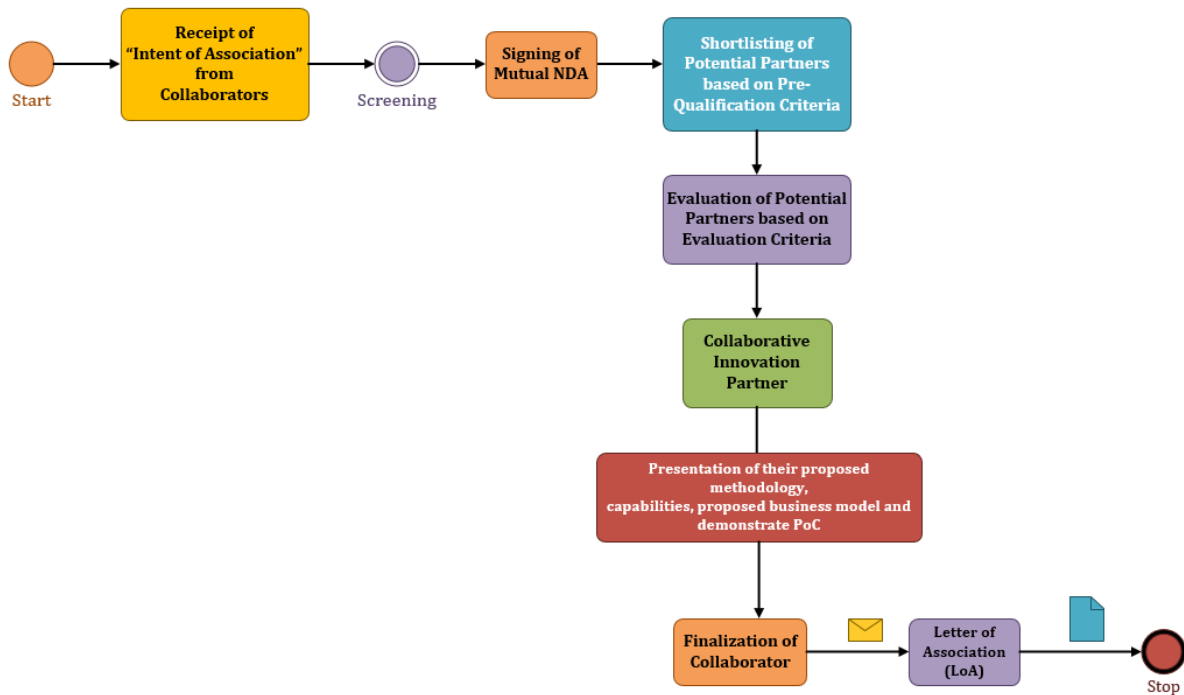 Start
Receipt of
“Intent of Association”
from
Collaborators
Screening
Signing of
Mutual NDA
Shortlisting of
Potential Partners
based on Pre-
Qualification Criteria
Evaluation of Potential
Partners based on
Evaluation Criteria
Collaborative
Innovation
Partner
Presentation of their proposed
methodology,
capabilities, proposed business model and
demonstrate PoC
Finalization of
Collaborator
Letter of
Association
(LoA)
Stop